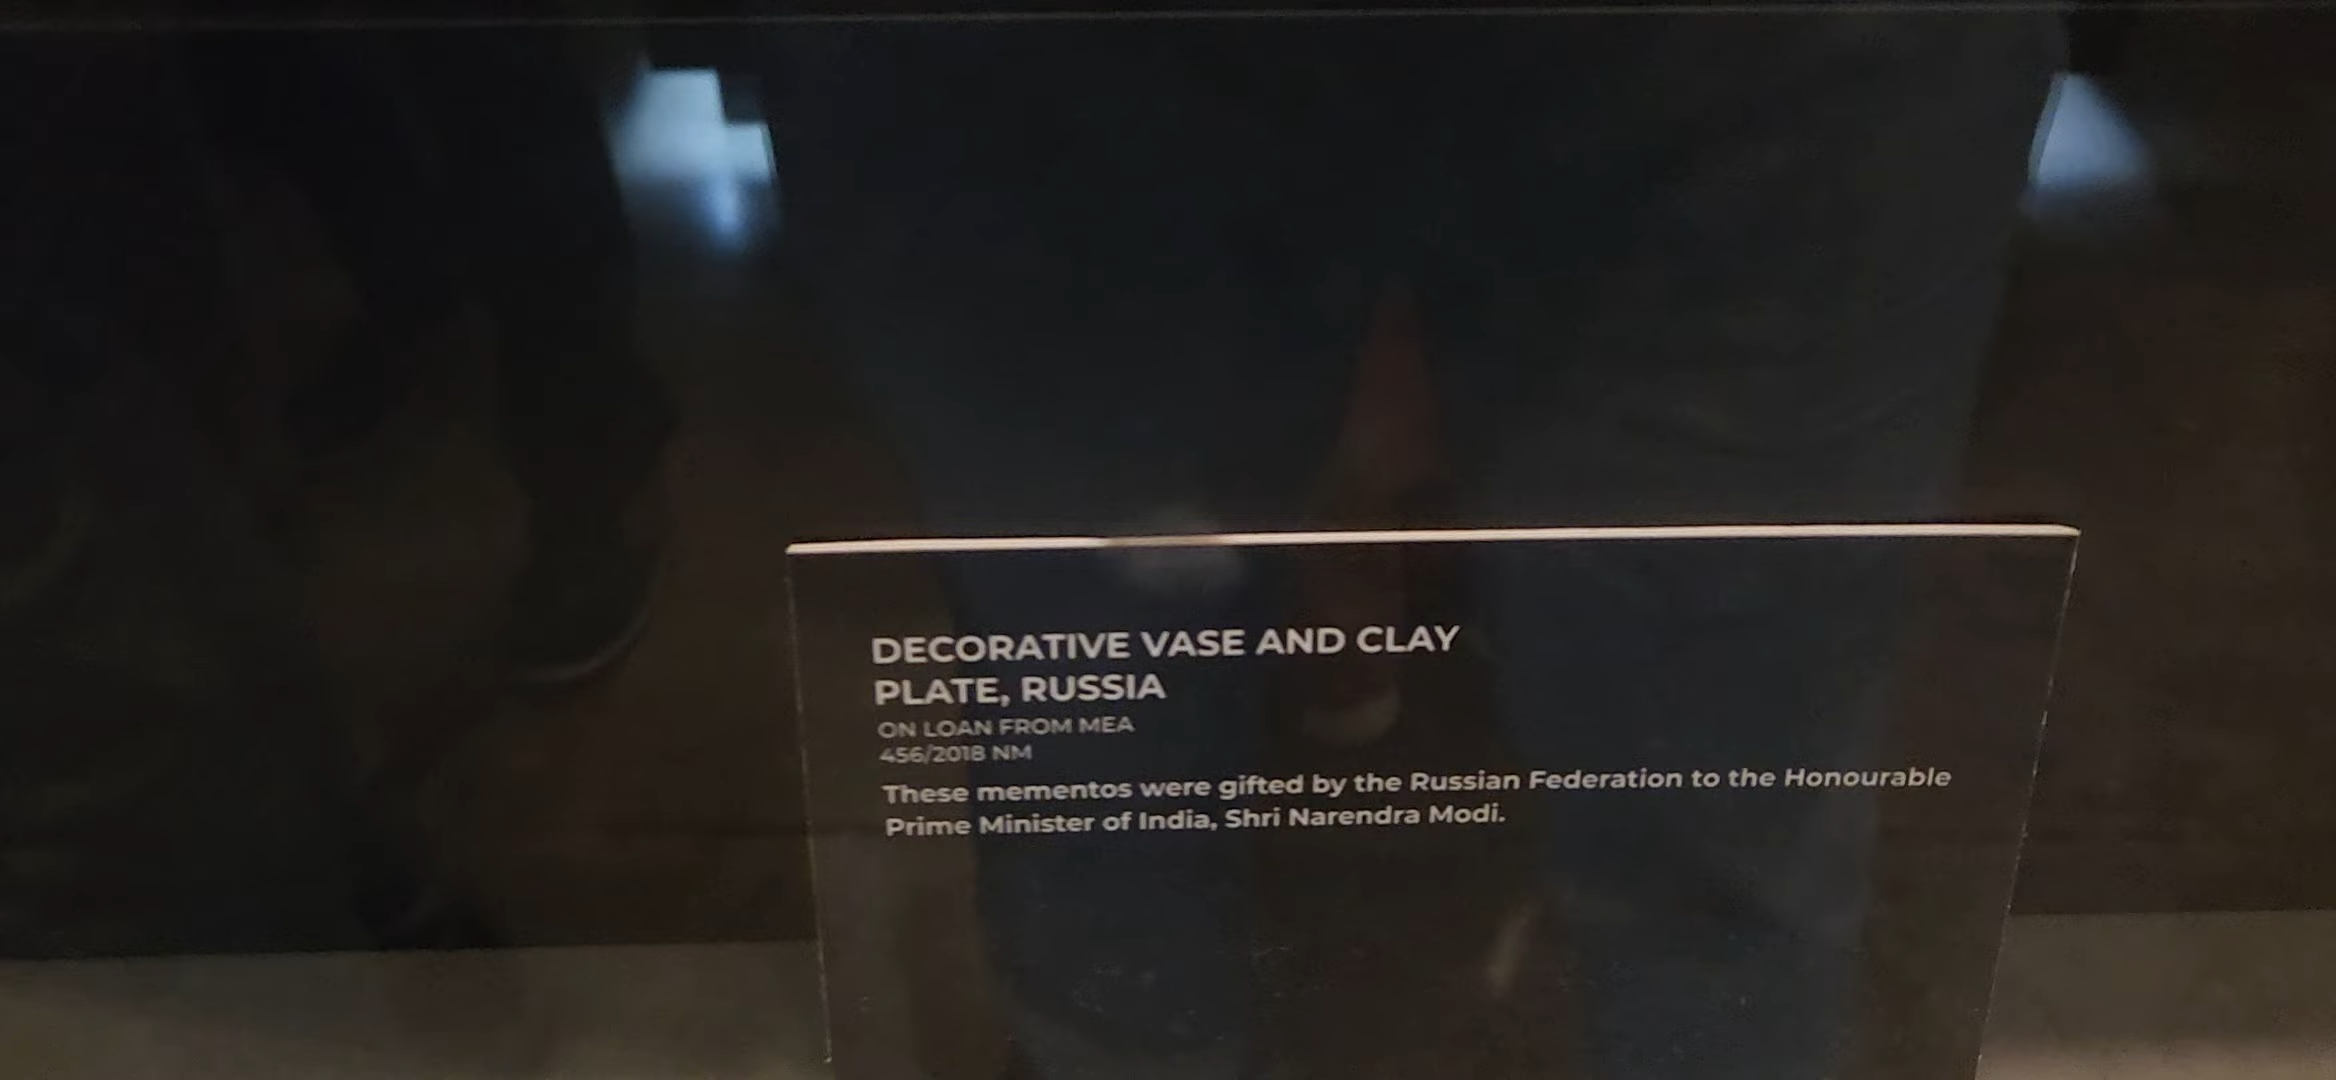 DECORATIVE VASE AND CLAY
PLATE, RUSSIA
ON LOAN FROM MEA
456/2018 NM
These mementos were gifted by the Russian Federation to the Honourable
Prime Minister of India, Shri Narendra Modi.